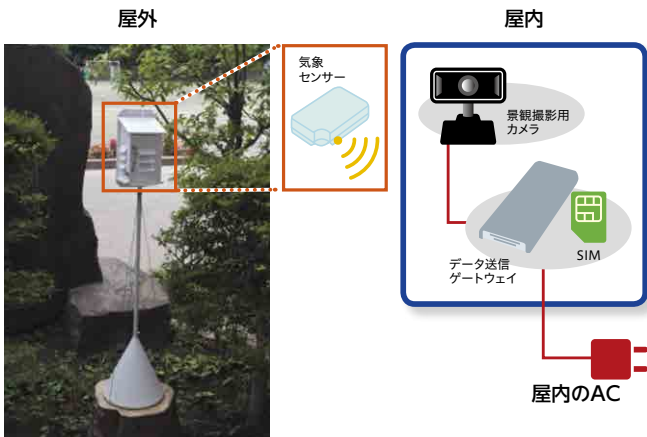 屋外
屋内
気象
センサー
景観撮影用
カメラ
データ送信
ゲートウェイ
SIM
屋内のAC